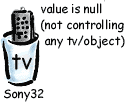 value is null
(not controlling
any tv/object)
tv
Sony32